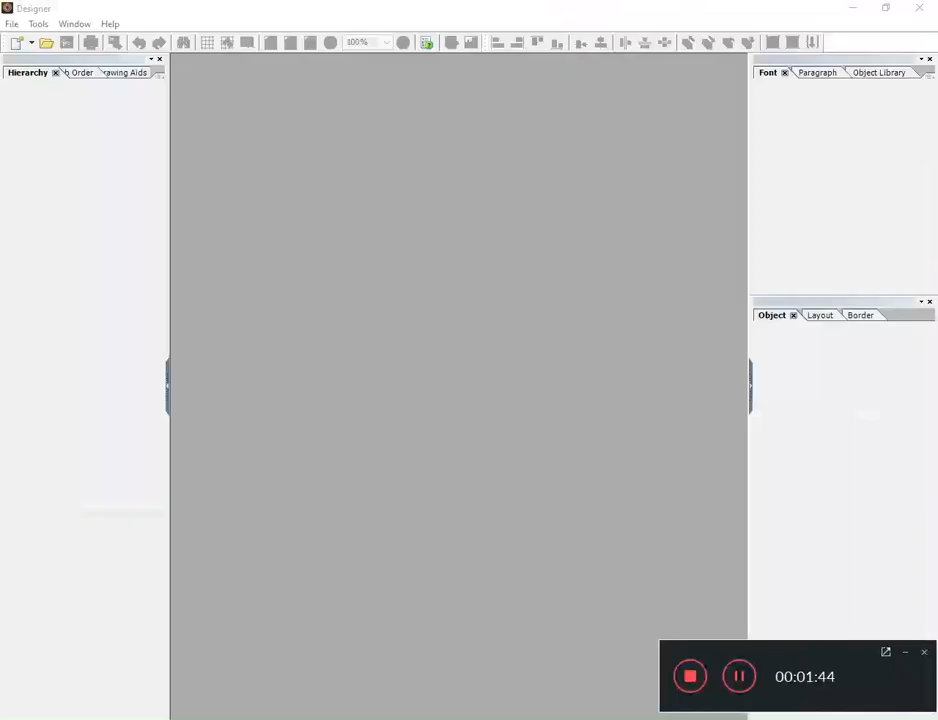 Designer
File Tools Window Help
100%
Hierarchy b Order rawing Aids
Font Paragraph Object Library
Object Layout Border
00:01:44